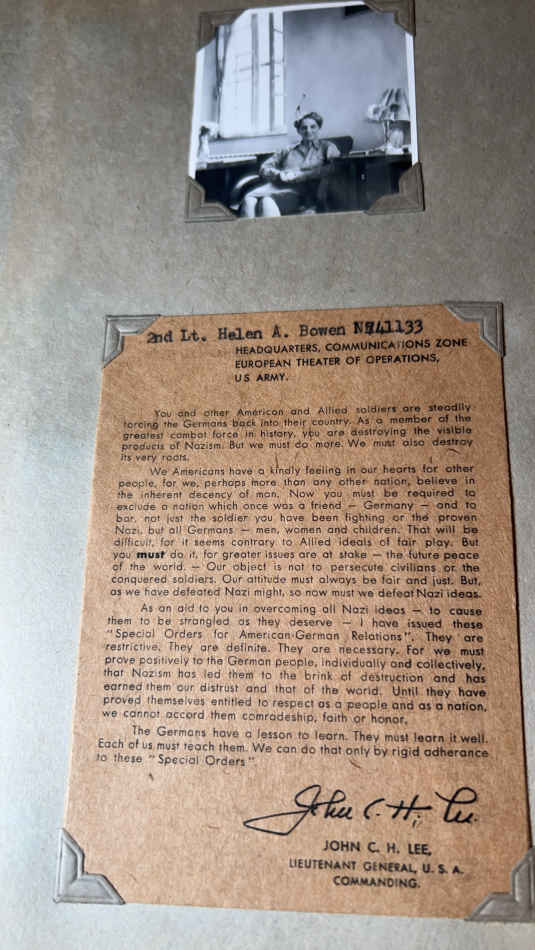 2nd Lt. Helen A. Bowen
HEADQUARTERS, COMMUNICATIONS ZONE
EUROPEAN THEATER OF OPERATIONS,
US ARMY.
You and other American and Allied soldiers are steadily
forcing the Germans back into their country. As a member of the
greatest combat force in history, you are destroying the visible
products of Nazism. But we must do more. We must also destroy
its very roots.
We Americans have a kindly feeling in our hearts for other
people, for we, perhaps more than any other nation, believe in
the inherent decency of man. Now you must be required to
exclude a nation which once was a friend — Germany — and to
bar, not just the soldier you have been fighting or the proven
Nazi, but all Germans — men, women and children. That will be
difficult, for it seems contrary to Allied ideals of fair play. But
you must do it, for greater issues are at stake — the future peace
of the world. — Our object is not to persecute civilians or the
conquered soldiers. Our attitude must always be fair and just. But,
as we have defeated Nazi might, so now must we defeat Nazi ideas.
As an aid to you in overcoming all Nazi ideas — to cause
them to be strangled as they deserve — I have issued these
"Special Orders for American-German Relations". They are
restrictive. They are definite. They are necessary. For we must
prove positively to the German people, individually and collectively,
that Nazism has led them to the brink of destruction and has
earned them our distrust and that of the world. Until they have
proved themselves entitled to respect as a people and as a nation,
we cannot accord them comradeship, faith or honor.
The Germans have a lesson to learn. They must learn it well.
Each of us must teach them. We can do that only by rigid adherance
to these "Special Orders"
John C. H. Lee.
JOHN C. H. LEE,
LIEUTENANT GENERAL, U. S. A.
COMMANDING.